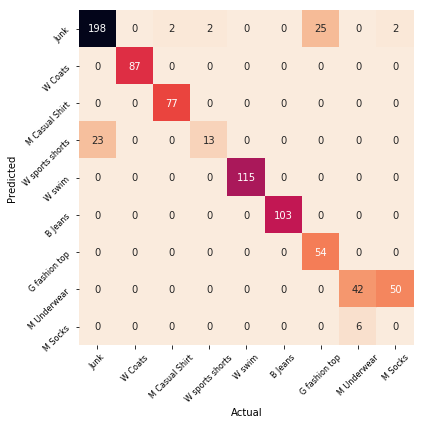 Predicted
Junk 198 0 2 2 0 0 25 0 2
W Coats 0 87 0 0 0 0 0 0 0
M Casual Shirt 0 0 77 0 0 0 0 0 0
W sports shorts 23 0 0 13 0 0 0 0 0
W swim 0 0 0 0 115 0 0 0 0
B Jeans 0 0 0 0 0 103 0 0 0
G fashion top 0 0 0 0 0 0 54 0 0
M Underwear 0 0 0 0 0 0 0 42 50
M Socks 0 0 0 0 0 0 0 6 0
Junk W Coats M Casual Shirt W sports shorts W swim B Jeans G fashion top M Underwear M Socks
Actual